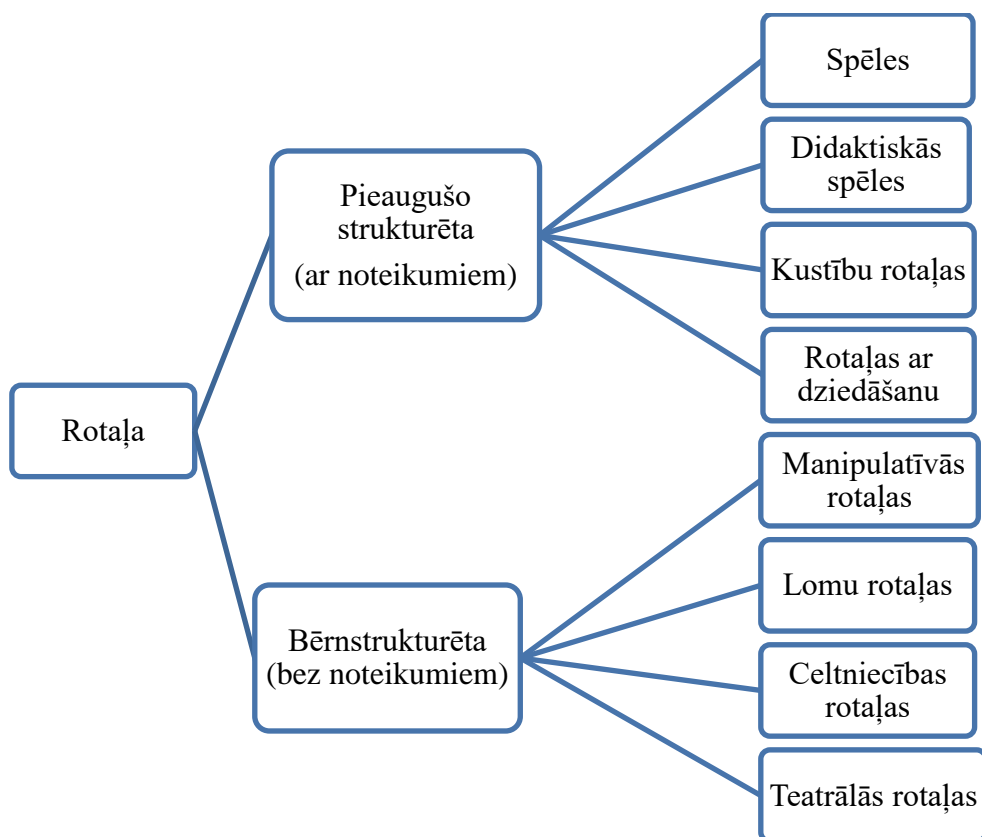 Rotaļa
Pieaugušo
strukturēta
(ar noteikumiem)
Spēles
Didaktiskās
spēles
Kustību rotaļas
Rotaļas ar
dziedāšanu
Bērnstrukturēta
(bez noteikumiem)
Manipulatīvās
rotaļas
Lomu rotaļas
Celtniecības
rotaļas
Teatrālās rotaļas